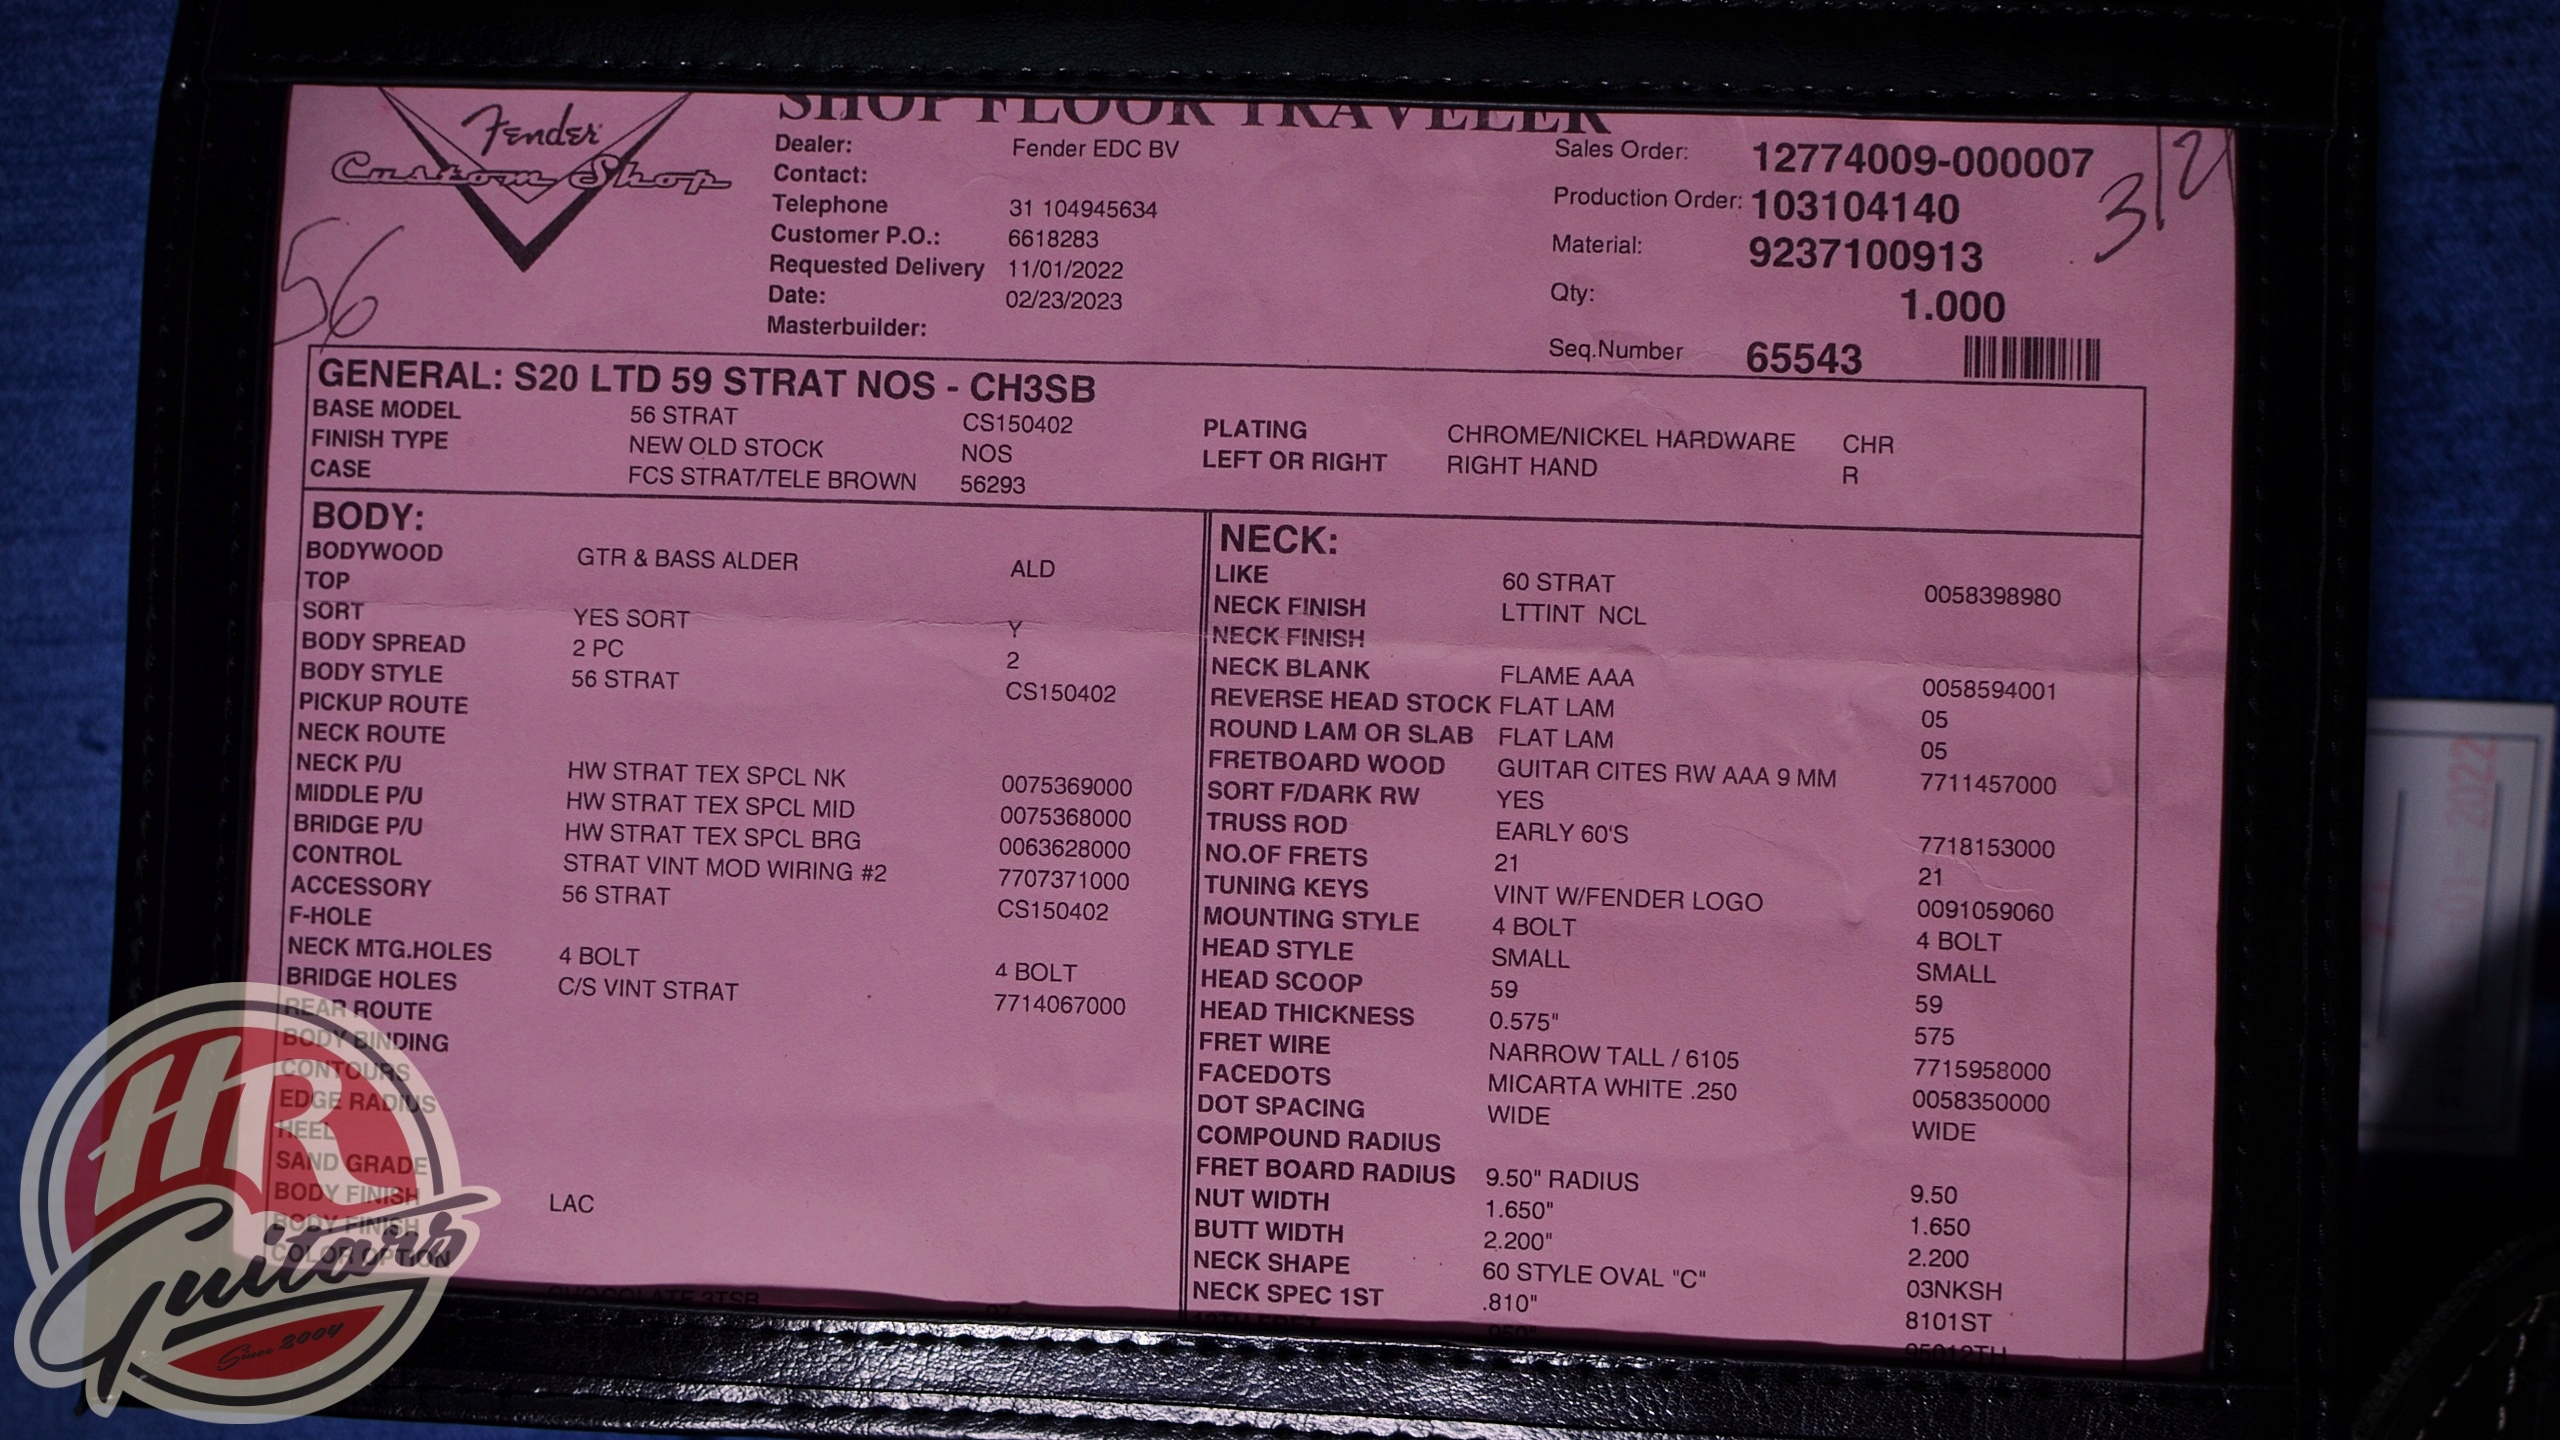 SHOP FLOOR TRAVELER
Fender
Custom Shop
56
3/2
Dealer: Fender EDC BV
Contact:
Telephone 31 104945634
Customer P.O.: 6618283
Requested Delivery 11/01/2022
Date: 02/23/2023
Masterbuilder:
Sales Order: 12774009-000007
Production Order: 103104140
Material: 9237100913
Qty: 1.000
Seq.Number 65543
GENERAL: S20 LTD 59 STRAT NOS - CH3SB
BASE MODEL 56 STRAT CS150402
FINISH TYPE NEW OLD STOCK NOS
CASE FCS STRAT/TELE BROWN 56293
PLATING CHROME/NICKEL HARDWARE CHR
LEFT OR RIGHT RIGHT HAND R
BODY:
BODYWOOD GTR & BASS ALDER ALD
TOP
SORT YES SORT Y
BODY SPREAD 2 PC 2
BODY STYLE 56 STRAT CS150402
PICKUP ROUTE
NECK ROUTE
NECK P/U HW STRAT TEX SPCL NK 0075369000
MIDDLE P/U HW STRAT TEX SPCL MID 0075368000
BRIDGE P/U HW STRAT TEX SPCL BRG 0063628000
CONTROL STRAT VINT MOD WIRING #2 7707371000
ACCESSORY 56 STRAT CS150402
F-HOLE
NECK MTG.HOLES 4 BOLT 4 BOLT
BRIDGE HOLES C/S VINT STRAT 7714067000
REAR ROUTE
BODY BINDING
CONTOURS
EDGE RADIUS
HEEL
SAND GRADE
BODY FINISH LAC
BODY FINISH
COLOR OPTION CHOCOLATE 3TSB
NECK:
LIKE 60 STRAT 0058398980
NECK FINISH LTTINT NCL
NECK FINISH
NECK BLANK FLAME AAA 0058594001
REVERSE HEAD STOCK FLAT LAM 05
ROUND LAM OR SLAB FLAT LAM 05
FRETBOARD WOOD GUITAR CITES RW AAA 9 MM 7711457000
SORT F/DARK RW YES
TRUSS ROD EARLY 60'S 7718153000
NO.OF FRETS 21 21
TUNING KEYS VINT W/FENDER LOGO 0091059060
MOUNTING STYLE 4 BOLT 4 BOLT
HEAD STYLE SMALL SMALL
HEAD SCOOP 59 59
HEAD THICKNESS 0.575" 575
FRET WIRE NARROW TALL / 6105 7715958000
FACEDOTS MICARTA WHITE .250 0058350000
DOT SPACING WIDE WIDE
COMPOUND RADIUS
FRET BOARD RADIUS 9.50" RADIUS 9.50
NUT WIDTH 1.650" 1.650
BUTT WIDTH 2.200" 2.200
NECK SHAPE 60 STYLE OVAL "C" 03NKSH
NECK SPEC 1ST .810" 8101ST
12TH FRET .950" 95012TH
HR
Guitars
Since 2004
2022